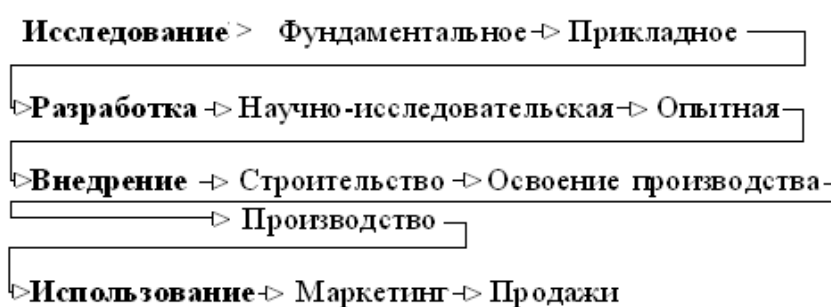 Исследование > Фундаментальное Прикладное
Разработка Научно-исследовательская Опытная
Внедрение Строительство Освоение производства
Производство
Использование Маркетинг Продажи